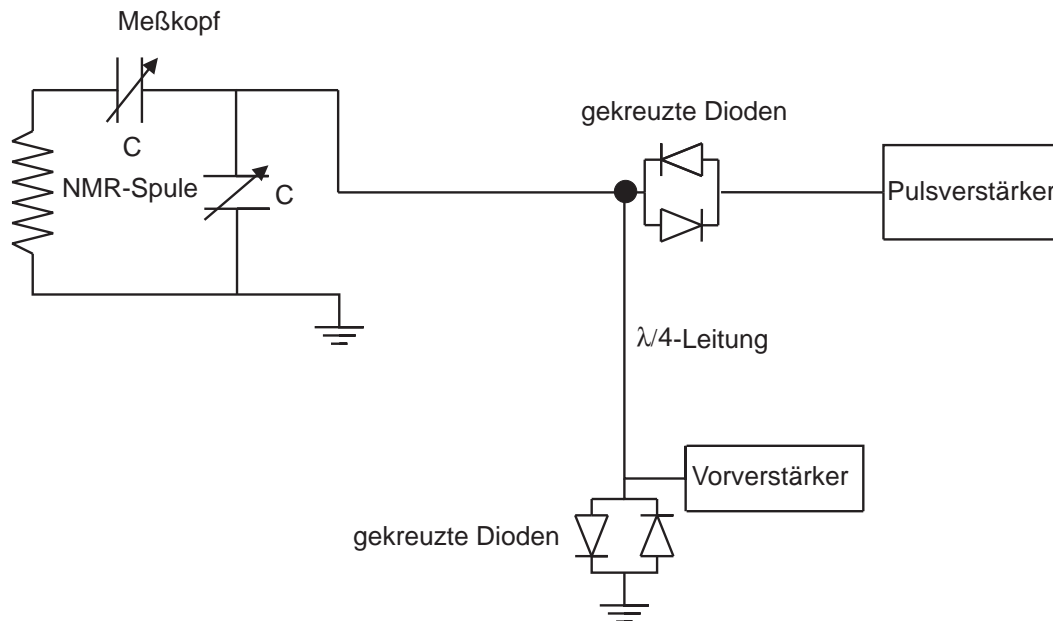 Meßkopf
gekreuzte Dioden
C
NMR-Spule
C
Pulsverstärker
λ/4-Leitung
Vorverstärker
gekreuzte Dioden